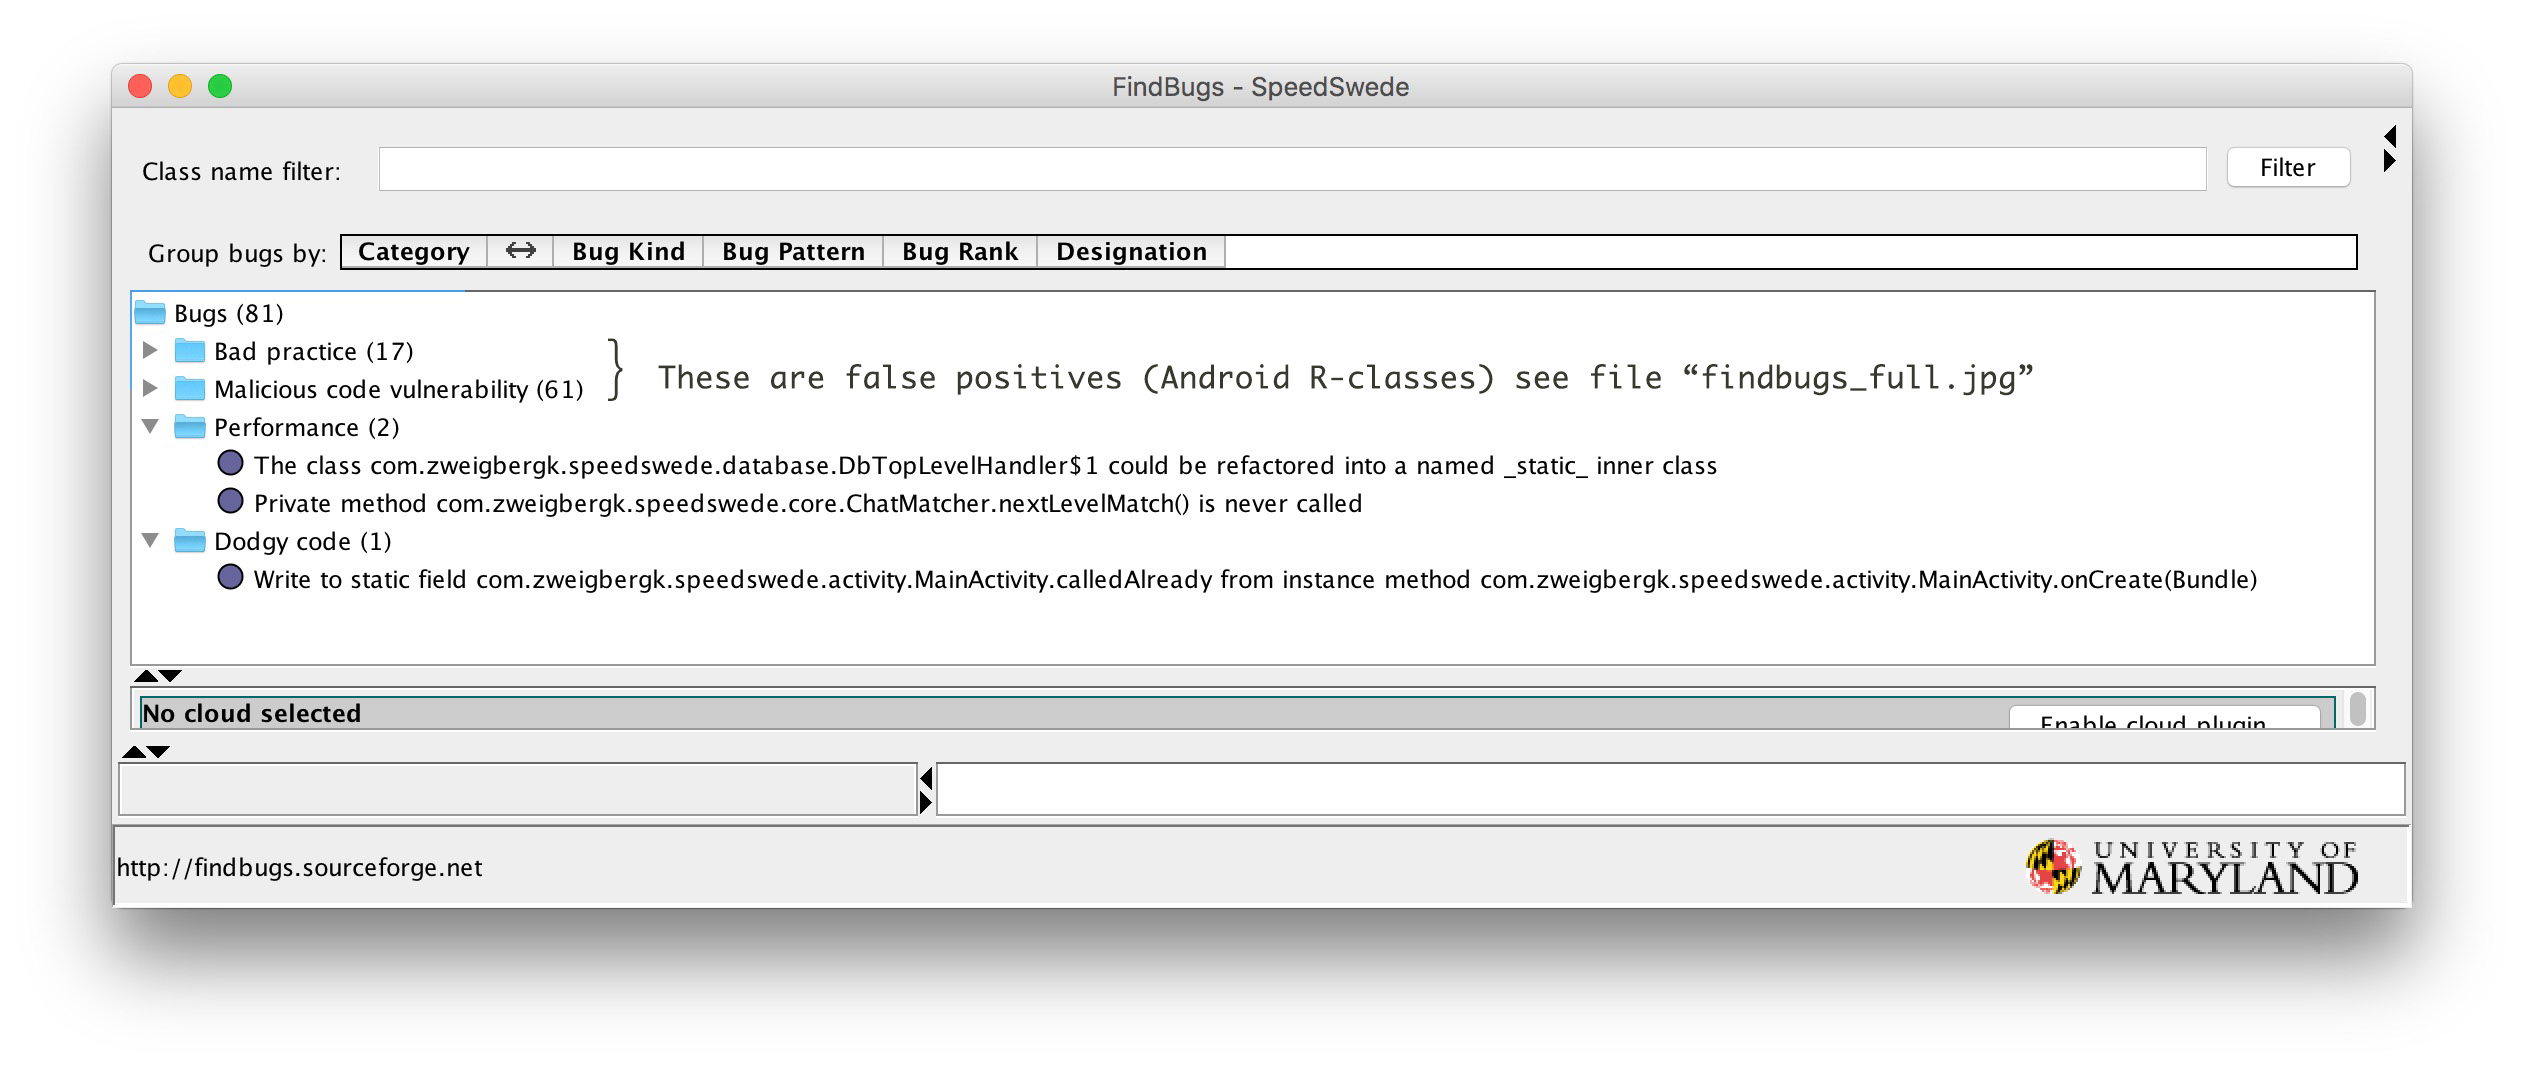 FindBugs - SpeedSwede
Class name filter:
Filter
Group bugs by: Category ↔ Bug Kind Bug Pattern Bug Rank Designation
Bugs (81)
Bad practice (17)
Malicious code vulnerability (61)
} These are false positives (Android R-classes) see file “findbugs_full.jpg”
Performance (2)
The class com.zweigbergk.speedswede.database.DbTopLevelHandler$1 could be refactored into a named _static_ inner class
Private method com.zweigbergk.speedswede.core.ChatMatcher.nextLevelMatch() is never called
Dodgy code (1)
Write to static field com.zweigbergk.speedswede.activity.MainActivity.calledAlready from instance method com.zweigbergk.speedswede.activity.MainActivity.onCreate(Bundle)
No cloud selected
Enable cloud plugin...
http://findbugs.sourceforge.net
UNIVERSITY OF
MARYLAND